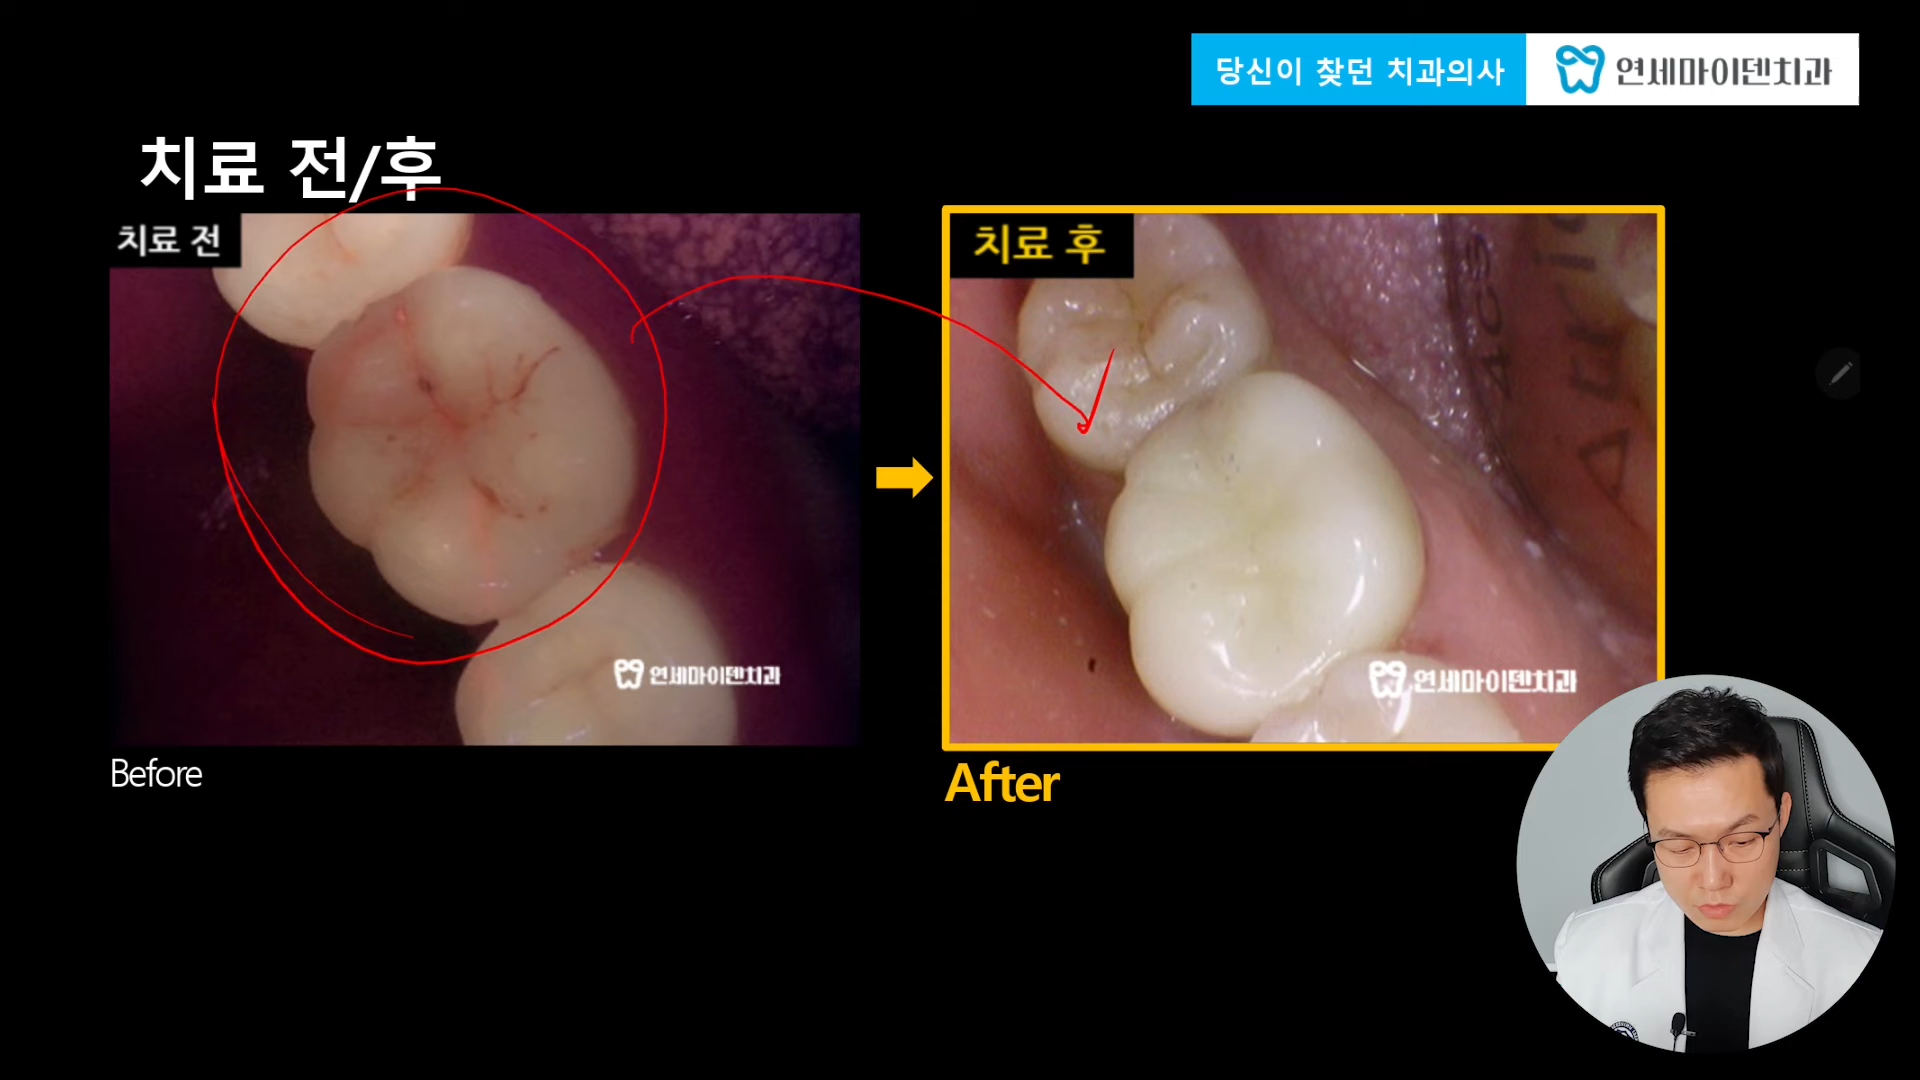 당신이 찾던 치과의사
연세마이덴치과
치료 전/후
치료 전
치료 후
연세마이덴치과
연세마이덴치과
Before
After